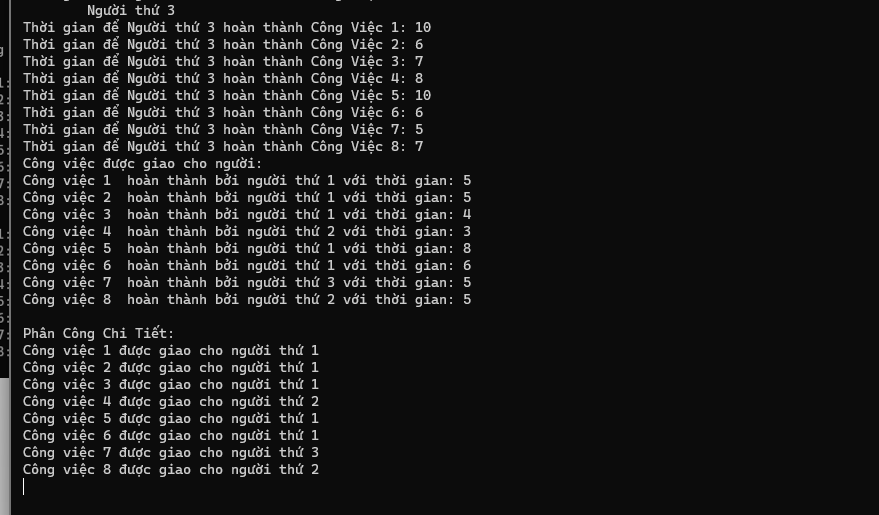 Người thứ 3
Thời gian để Người thứ 3 hoàn thành Công Việc 1: 10
Thời gian để Người thứ 3 hoàn thành Công Việc 2: 6
Thời gian để Người thứ 3 hoàn thành Công Việc 3: 7
Thời gian để Người thứ 3 hoàn thành Công Việc 4: 8
Thời gian để Người thứ 3 hoàn thành Công Việc 5: 10
Thời gian để Người thứ 3 hoàn thành Công Việc 6: 6
Thời gian để Người thứ 3 hoàn thành Công Việc 7: 5
Thời gian để Người thứ 3 hoàn thành Công Việc 8: 7
Công việc được giao cho người:
Công việc 1  hoàn thành bởi người thứ 1 với thời gian: 5
Công việc 2  hoàn thành bởi người thứ 1 với thời gian: 5
Công việc 3  hoàn thành bởi người thứ 1 với thời gian: 4
Công việc 4  hoàn thành bởi người thứ 2 với thời gian: 3
Công việc 5  hoàn thành bởi người thứ 1 với thời gian: 8
Công việc 6  hoàn thành bởi người thứ 1 với thời gian: 6
Công việc 7  hoàn thành bởi người thứ 3 với thời gian: 5
Công việc 8  hoàn thành bởi người thứ 2 với thời gian: 5
Phân Công Chi Tiết:
Công việc 1 được giao cho người thứ 1
Công việc 2 được giao cho người thứ 1
Công việc 3 được giao cho người thứ 1
Công việc 4 được giao cho người thứ 2
Công việc 5 được giao cho người thứ 1
Công việc 6 được giao cho người thứ 1
Công việc 7 được giao cho người thứ 3
Công việc 8 được giao cho người thứ 2